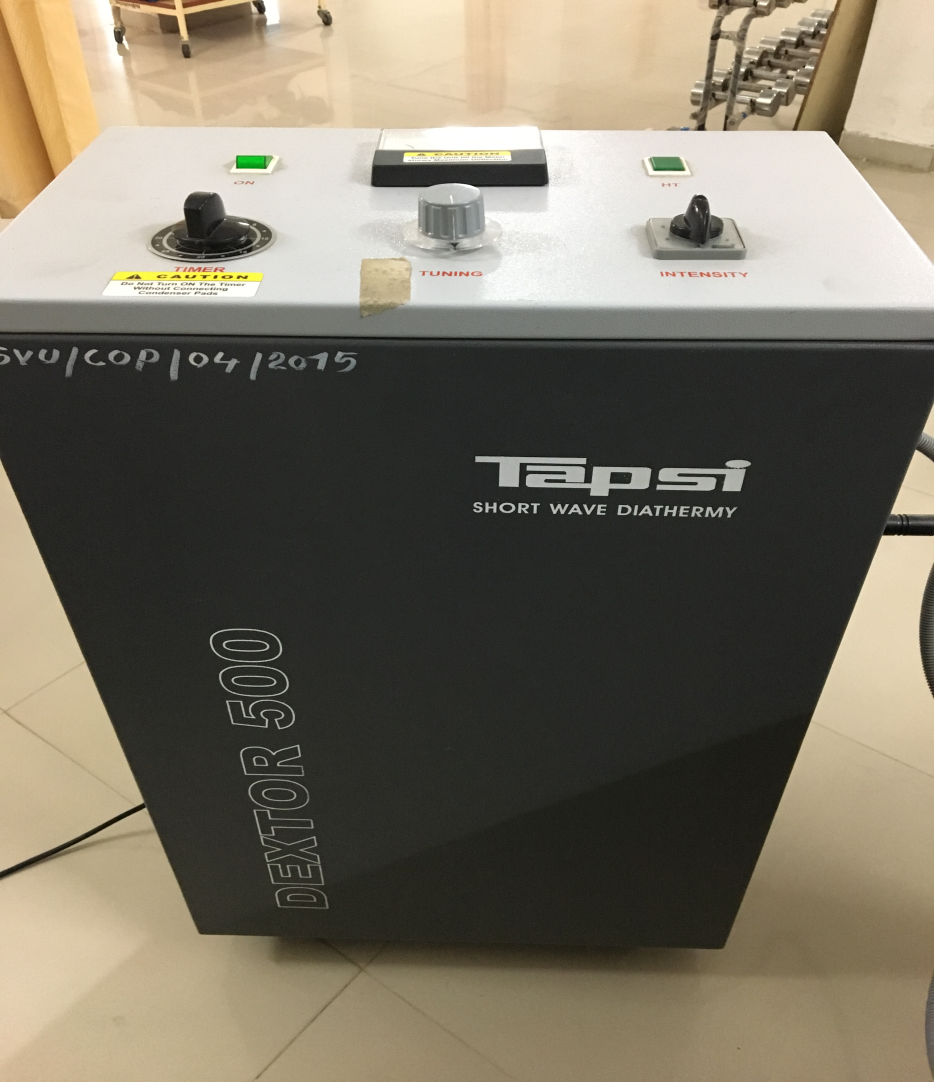 ON
CAUTION
HT
TIMER
CAUTION
Do Not Turn ON The Timer
Without Connecting
Condenser Pads
TUNING
INTENSITY
SVU/COP/04/2015
Tapsi
SHORT WAVE DIATHERMY
DEXTOR 500